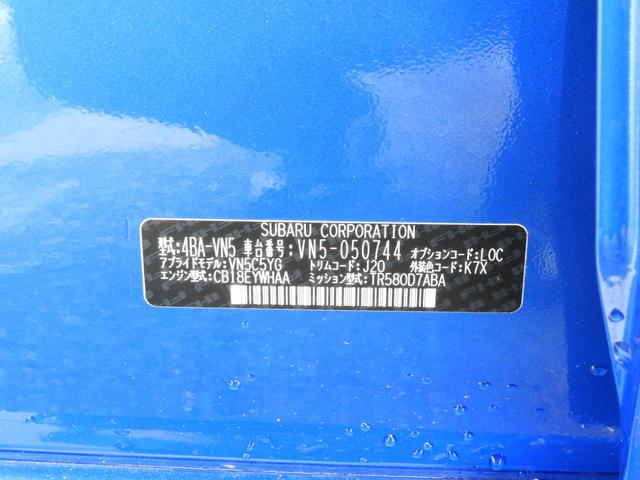 SUBARU CORPORATION
型式:4BA-VN5 車台番号:VN5-050744 オプションコード:LOC
アプライドモデル:VN5C5YG トリムコード:J20 外装色コード:K7X
エンジン型式:CB18EYWHAA ミッション型式:TR580D7ABA